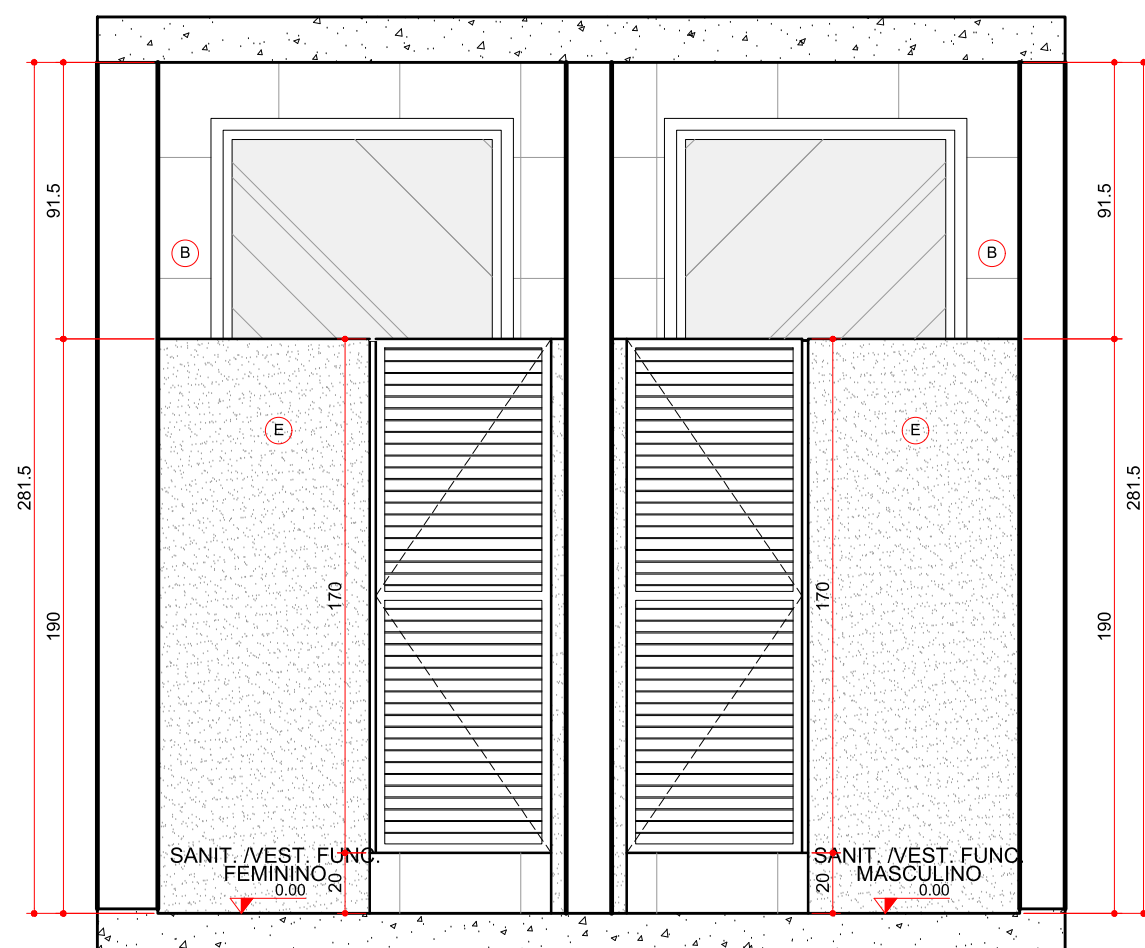 91.5
91.5
B
B
E
E
281.5
281.5
170
170
190
190
SANIT. /VEST. FUNC.
FEMININO
0.00
20
SANIT. /VEST. FUNC.
MASCULINO
0.00
20